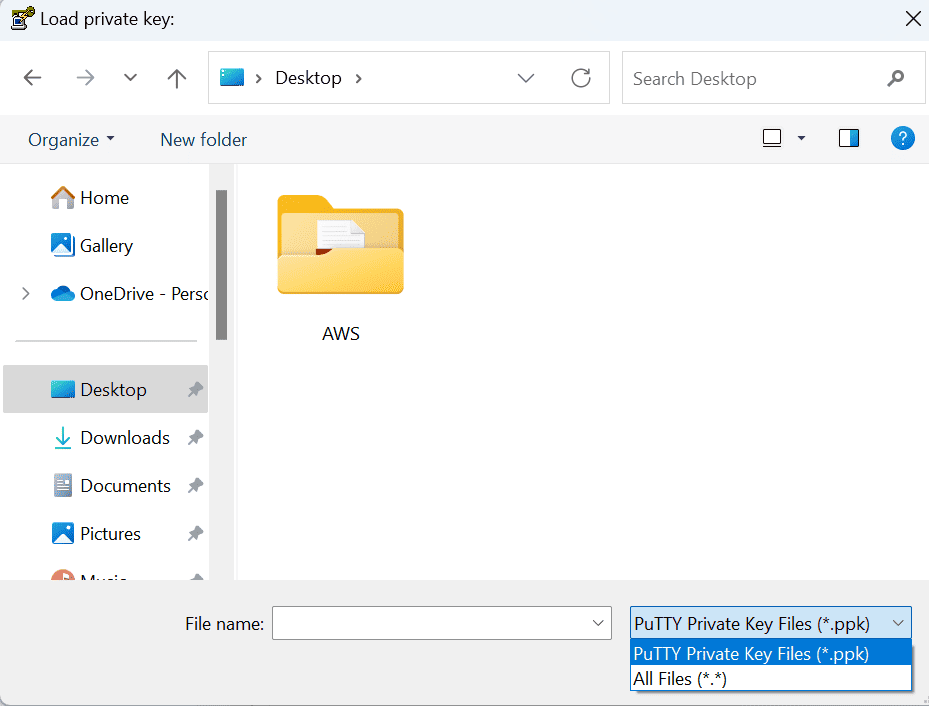 Load private key:
Desktop
Search Desktop
Organize
New folder
?
Home
Gallery
OneDrive - Perso
Desktop
Downloads
Documents
Pictures
Music
AWS
File name:
PuTTY Private Key Files (*.ppk)
PuTTY Private Key Files (*.ppk)
All Files (*.*)